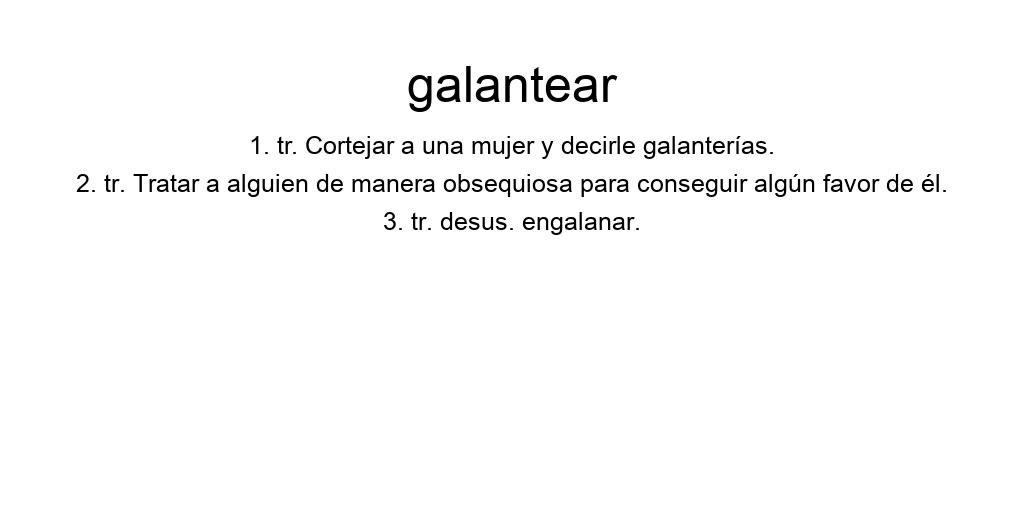 galantear
1. tr. Cortejar a una mujer y decirle galanterías.
2. tr. Tratar a alguien de manera obsequiosa para conseguir algún favor de él.
3. tr. desus. engalanar.